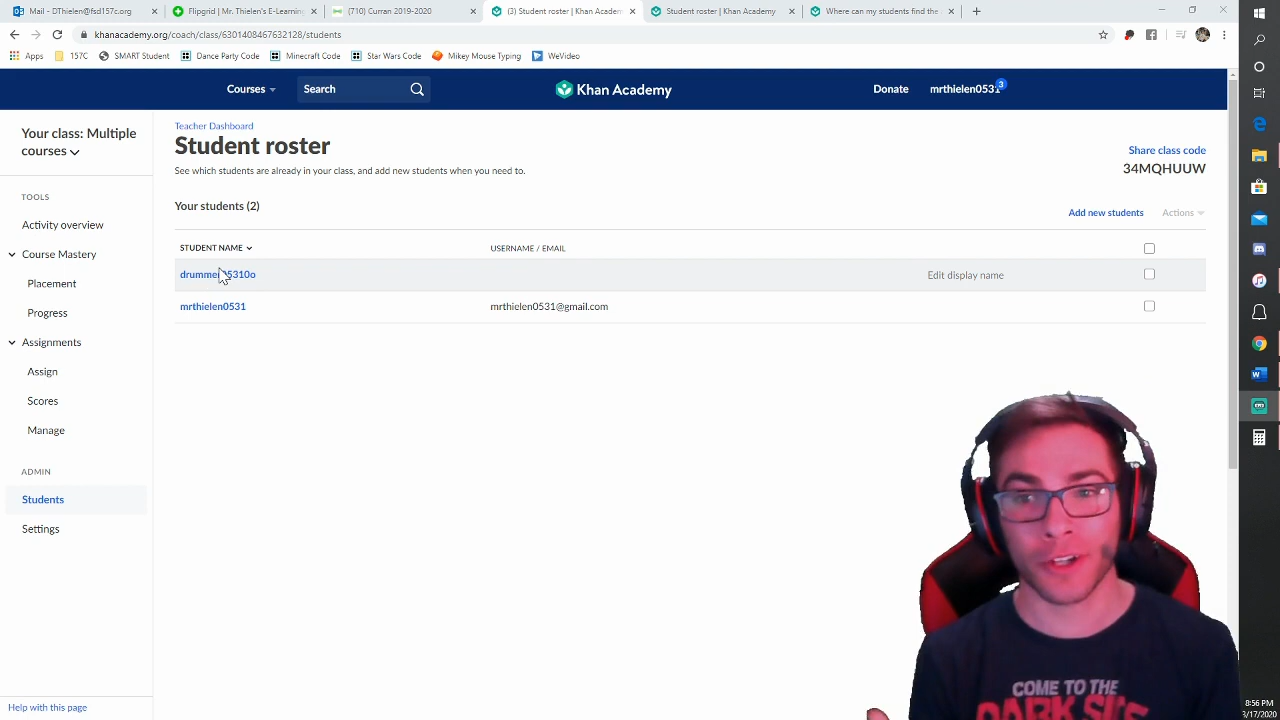 Mail - DThielen@fsd157c.org
Flipgrid | Mr. Thielen's E-Learning
(710) Curran 2019-2020
(3) Student roster | Khan Academy
Student roster | Khan Academy
Where can my students find the
khanacademy.org/coach/class/6301408467632128/students
Apps
157C
SMART Student
Dance Party Code
Minecraft Code
Star Wars Code
Mikey Mouse Typing
WeVideo
Courses
Search
Khan Academy
Donate
mrthielen0531
3
Your class: Multiple
courses
TOOLS
Activity overview
Course Mastery
Placement
Progress
Assignments
Assign
Scores
Manage
ADMIN
Students
Settings
Help with this page
Teacher Dashboard
Student roster
See which students are already in your class, and add new students when you need to.
Share class code
34MQHUUW
Your students (2)
Add new students
Actions
STUDENT NAME
USERNAME / EMAIL
Edit display name
mrthielen0531
mrthielen0531@gmail.com
COME TO THE
DARK
8:56 PM
3/17/2020